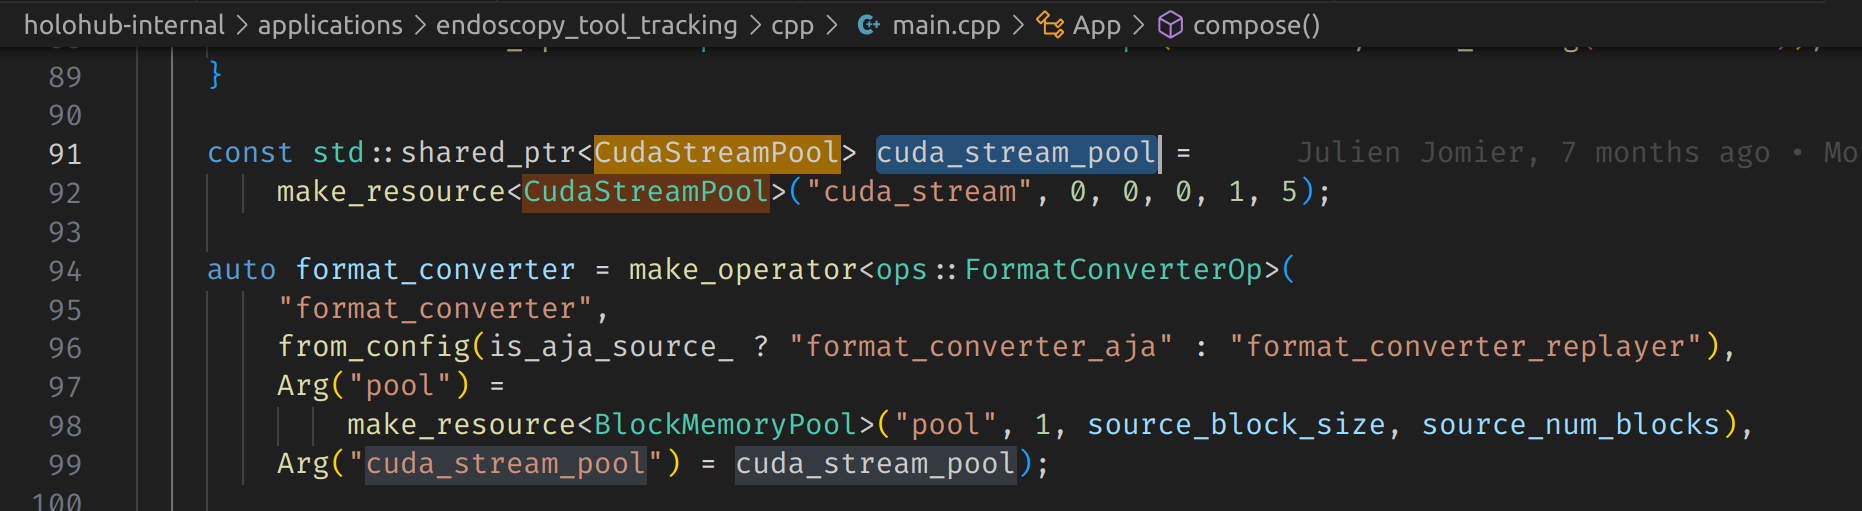 holohub-internal > applications > endoscopy_tool_tracking > cpp > main.cpp > App > compose()
89 }
90
91 const std::shared_ptr<CudaStreamPool> cuda_stream_pool = Julien Jomier, 7 months ago • Mo
92 make_resource<CudaStreamPool>("cuda_stream", 0, 0, 0, 1, 5);
93
94 auto format_converter = make_operator<ops::FormatConverterOp>(
95 "format_converter",
96 from_config(is_aja_source_ ? "format_converter_aja" : "format_converter_replayer"),
97 Arg("pool") =
98 make_resource<BlockMemoryPool>("pool", 1, source_block_size, source_num_blocks),
99 Arg("cuda_stream_pool") = cuda_stream_pool);
100